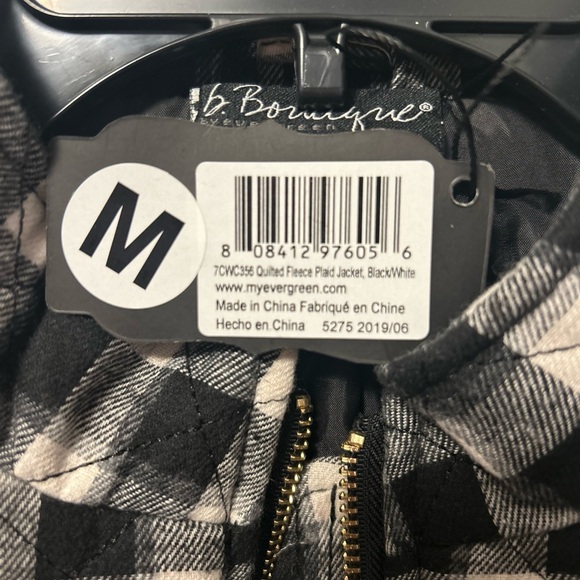 b. Boutique®
evergreen
M
8 08412 97605 6
7CWC356 Quilted Fleece Plaid Jacket, Black/White
www.myevergreen.com
Made in China Fabriqué en Chine
Hecho en China 5275 2019/06